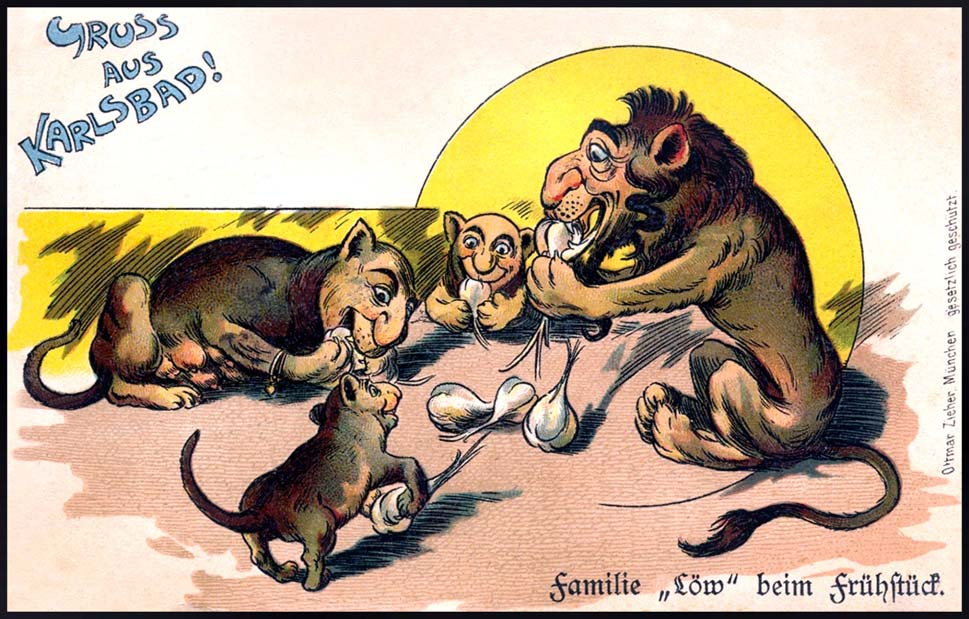 GRUSS
AUS
KARLSBAD!
Ottmar Zieher, München gesetzlich geschützt.
Familie „Löw“ beim Frühstück.